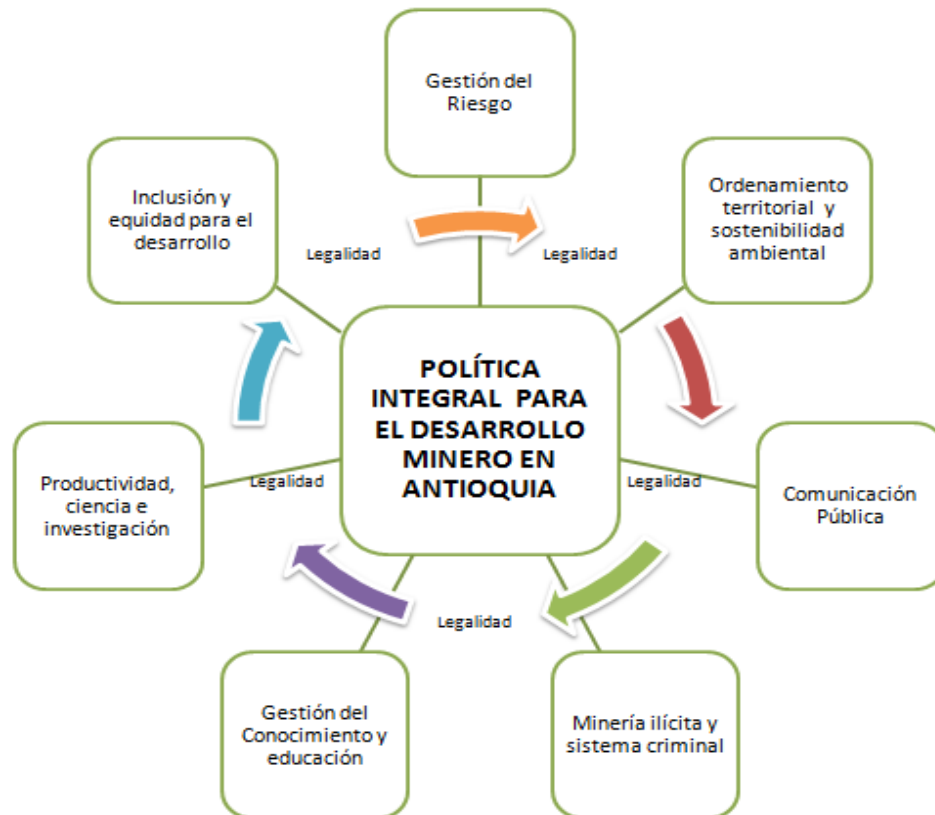 Gestión del
Riesgo
Inclusión y
equidad para el
desarrollo
Ordenamiento
territorial y
sostenibilidad
ambiental
Legalidad
Legalidad
POLÍTICA
INTEGRAL PARA
EL DESARROLLO
MINERO EN
ANTIOQUIA
Productividad,
ciencia e
investigación
Legalidad
Legalidad
Comunicación
Pública
Legalidad
Gestión del
Conocimiento y
educación
Minería ilícita y
sistema criminal